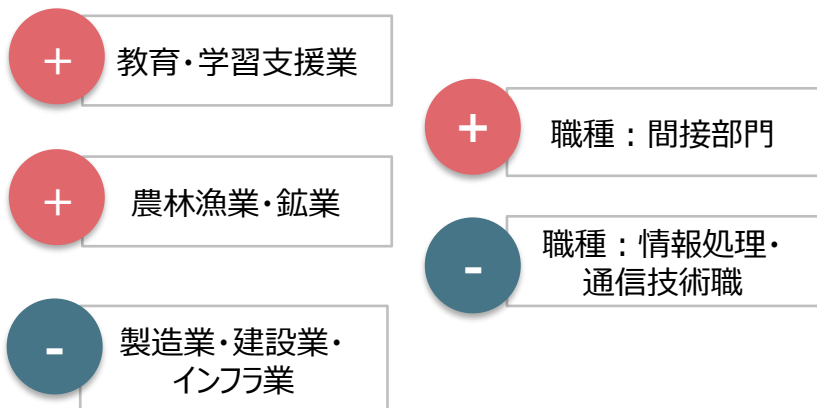 +
教育・学習支援業
+
農林漁業・鉱業
-
製造業・建設業・
インフラ業
+
職種：間接部門
-
職種：情報処理・
通信技術職